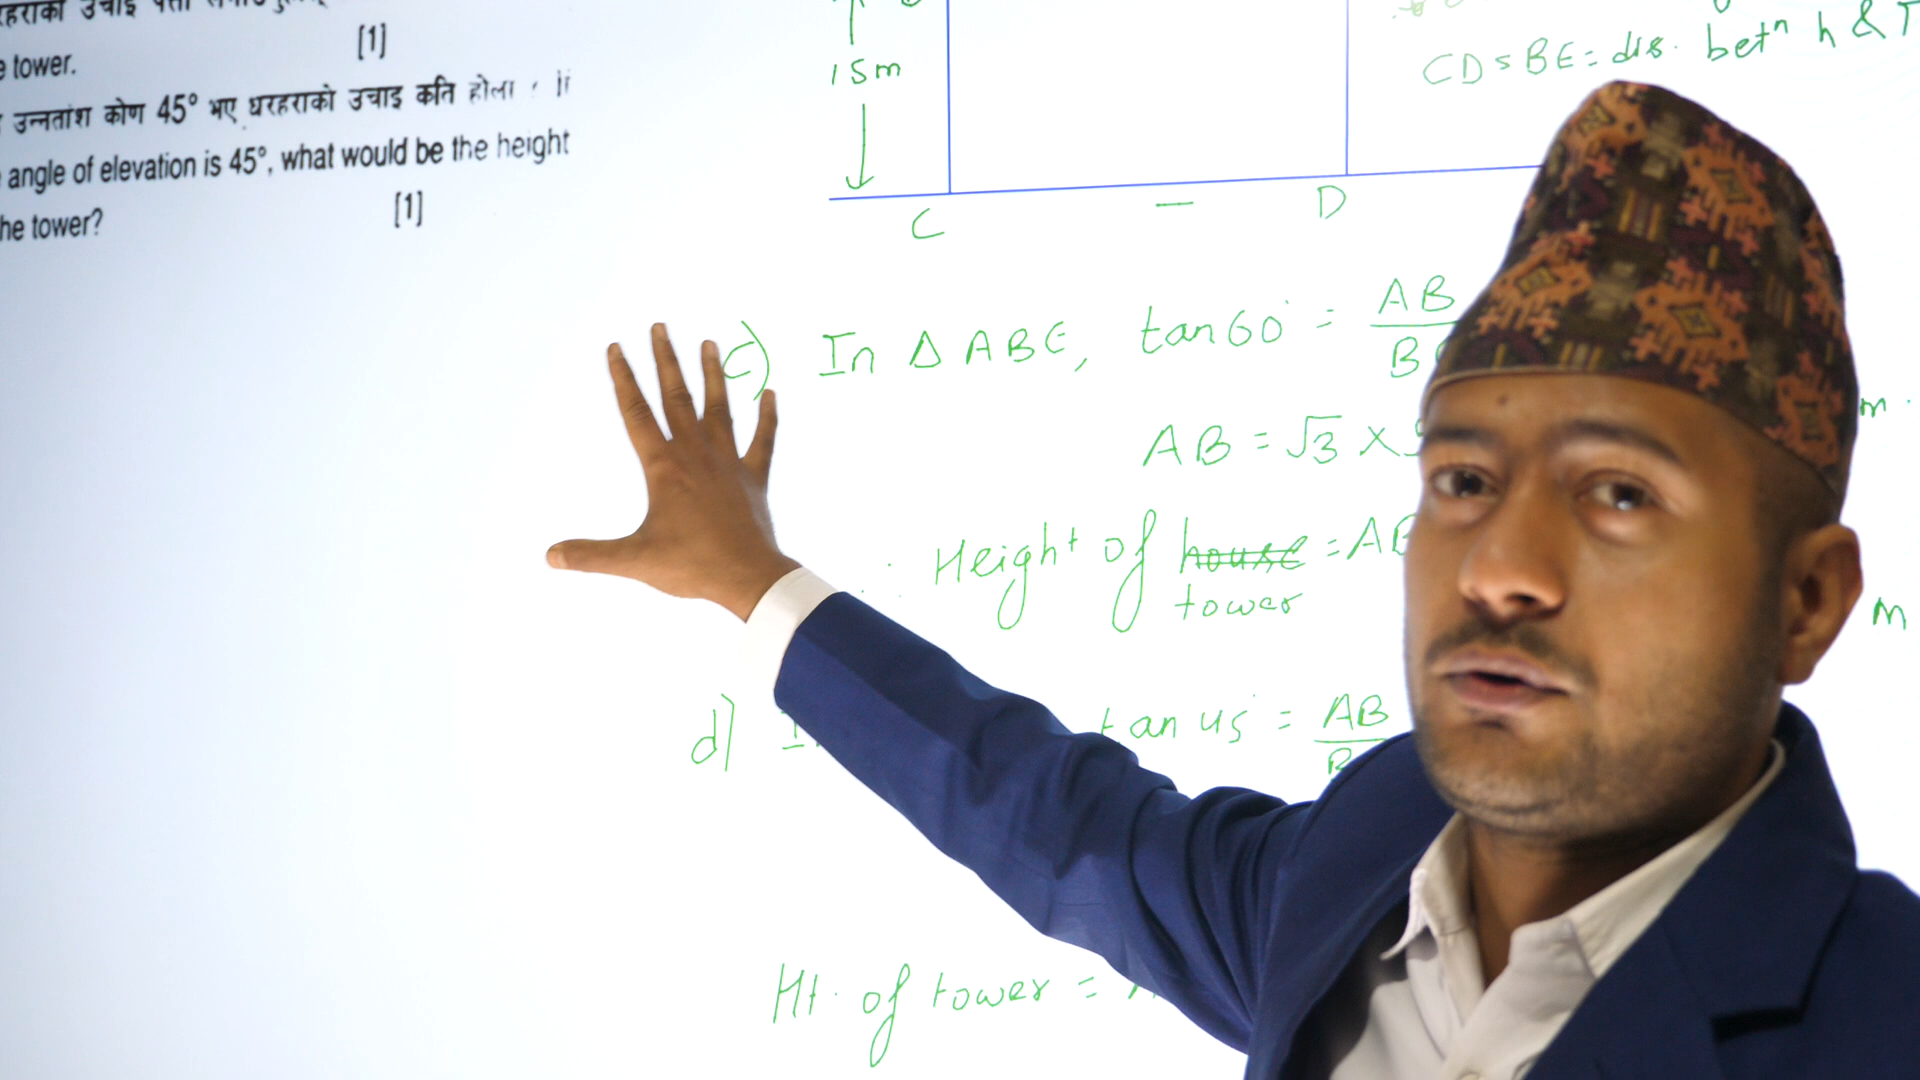 e tower. [1]
उन्नतांश कोण 45° भए धरहराको उचाइ कति होला
angle of elevation is 45°, what would be the height
he tower? [1]
15m
CD = BE = dis. betⁿ h & T
C D
c) In Δ ABE, tan60° = AB
B
AB = √3 ×
m.
Height of house = AB
tower
m
d) tan 45 = AB
Ht. of tower =